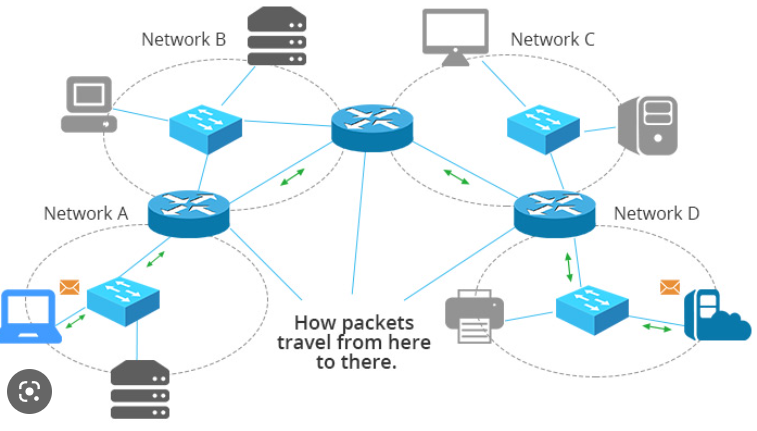 Network B
Network C
Network A
Network D
How packets
travel from here
to there.